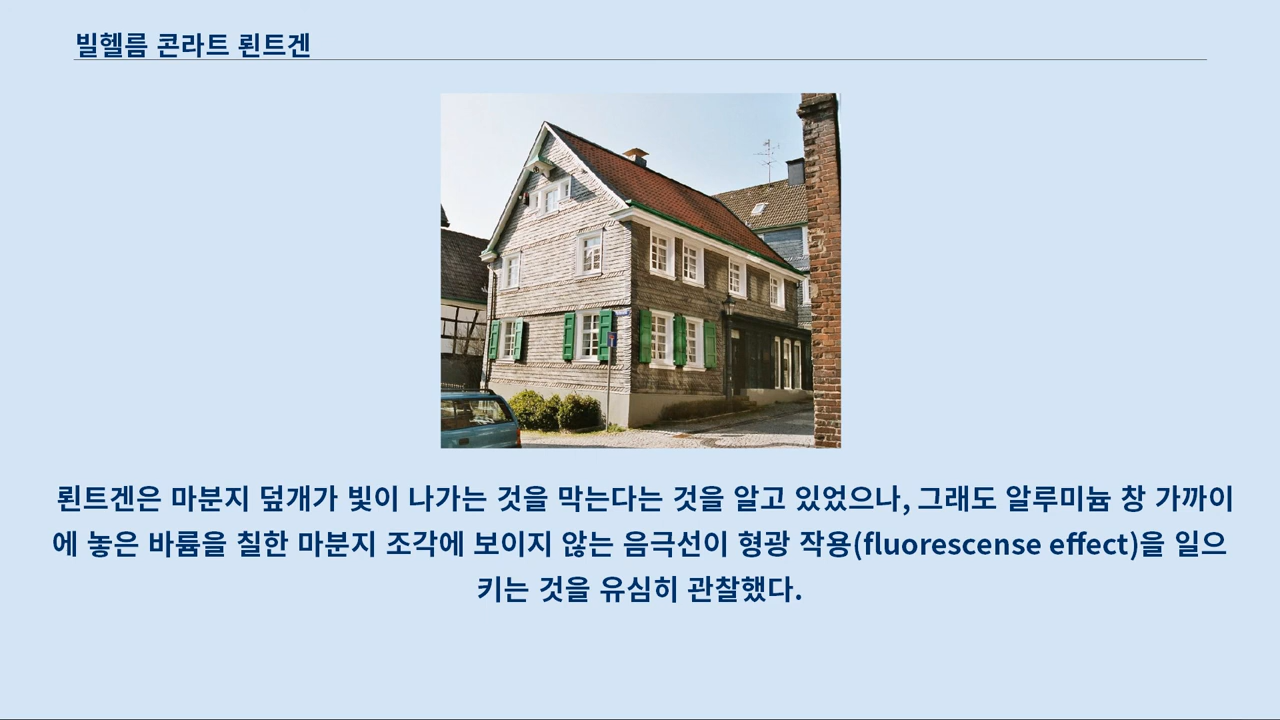 빌헬름 콘라트 뢴트겐
뢴트겐은 마분지 덮개가 빛이 나가는 것을 막는다는 것을 알고 있었으나, 그래도 알루미늄 창 가까이
에 놓은 바륨을 칠한 마분지 조각에 보이지 않는 음극선이 형광 작용(fluorescense effect)을 일으
키는 것을 유심히 관찰했다.